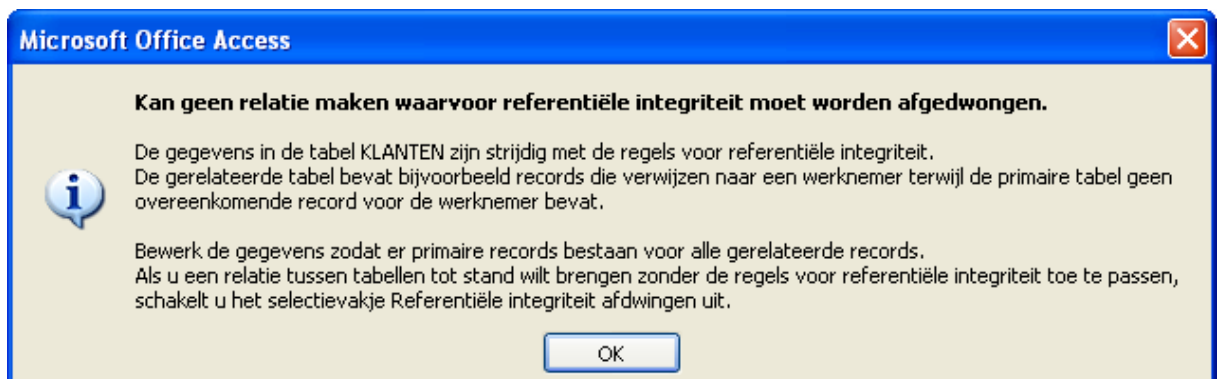 Microsoft Office Access
Kan geen relatie maken waarvoor referentiële integriteit moet worden afgedwongen.
De gegevens in de tabel KLANTEN zijn strijdig met de regels voor referentiële integriteit.
De gerelateerde tabel bevat bijvoorbeeld records die verwijzen naar een werknemer terwijl de primaire tabel geen
overeenkomende record voor de werknemer bevat.
Bewerk de gegevens zodat er primaire records bestaan voor alle gerelateerde records.
Als u een relatie tussen tabellen tot stand wilt brengen zonder de regels voor referentiële integriteit toe te passen,
schakelt u het selectievakje Referentiële integriteit afdwingen uit.
OK